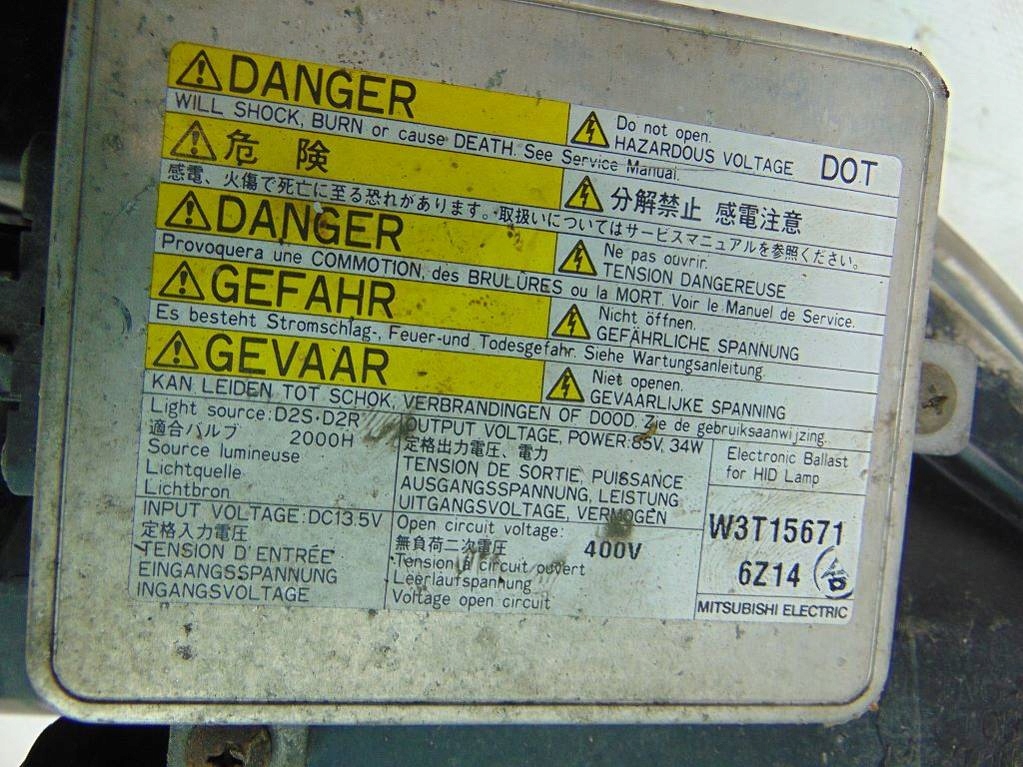 DANGER
WILL SHOCK, BURN or cause DEATH. See Service Manual.
Do not open.
HAZARDOUS VOLTAGE
DOT
危 険
感電、火傷で死亡に至る恐れがあります。取扱いについてはサービスマニュアルを参照ください。
分解禁止 感電注意
DANGER
Provoquera une COMMOTION, des BRULÛRES ou la MORT. Voir le Manuel de Service.
Ne pas ouvrir.
TENSION DANGEREUSE
GEFAHR
Es besteht Stromschlag-, Feuer-und Todesgefahr. Siehe Wartungsanleitung.
Nicht öffnen.
GEFÄHRLICHE SPANNUNG
GEVAAR
KAN LEIDEN TOT SCHOK, VERBRANDINGEN OF DOOD. Zie de gebruiksaanwijzing.
Niet openen.
GEVAARLIJKE SPANNING
Light source: D2S·D2R
適合バルブ 2000H
Source lumineuse
Lichtquelle
Lichtbron
OUTPUT VOLTAGE, POWER: 85V, 34W
定格出力電圧、電力
TENSION DE SORTIE, PUISSANCE
AUSGANGSSPANNUNG, LEISTUNG
UITGANGSVOLTAGE, VERMOGEN
Electronic Ballast
for HID Lamp
INPUT VOLTAGE: DC13.5V
定格入力電圧
TENSION D'ENTRÉE
EINGANGSSPANNUNG
INGANGSVOLTAGE
Open circuit voltage:
無負荷二次電圧 400V
Tension à circuit ouvert
Leerlaufspannung
Voltage open circuit
W3T15671
6Z14 合
MITSUBISHI ELECTRIC